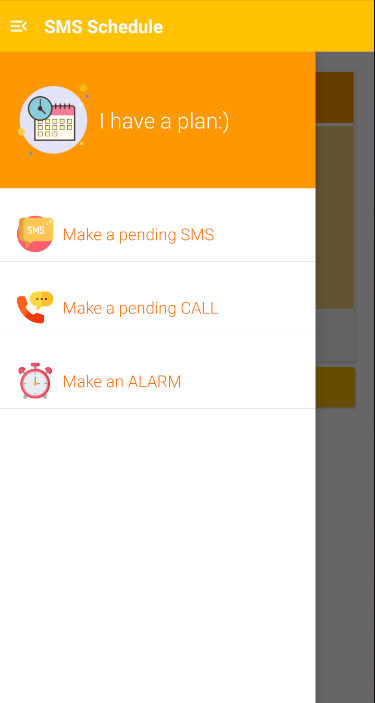 SMS Schedule
I have a plan:)
SMS
Make a pending SMS
Make a pending CALL
Make an ALARM